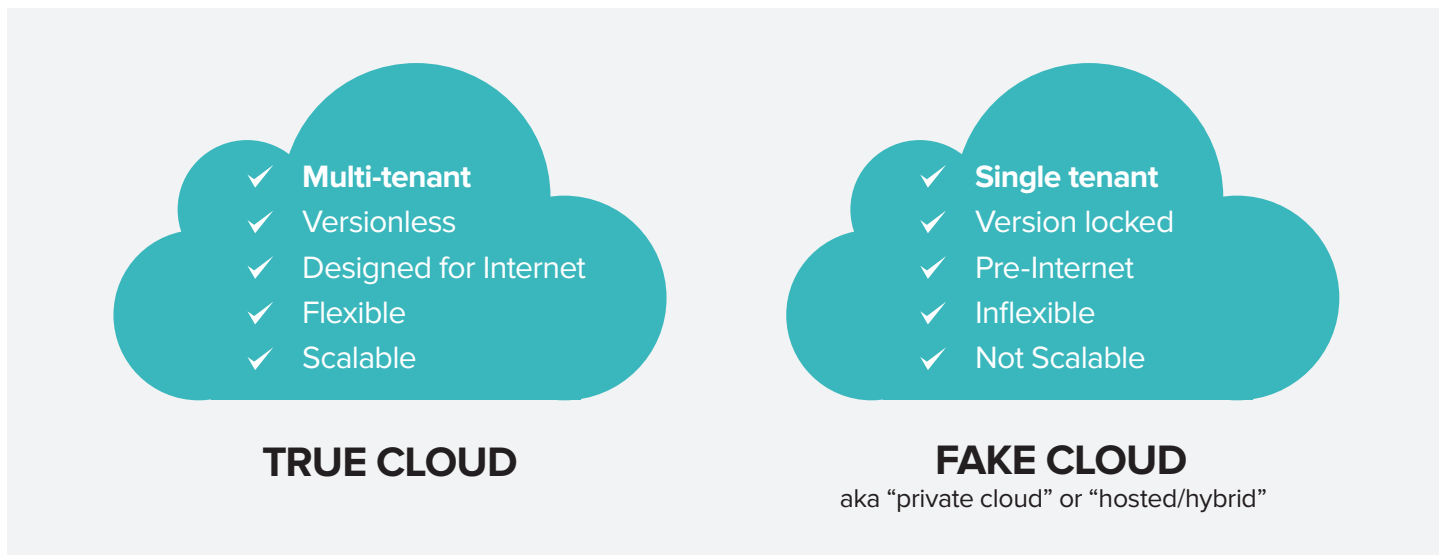 Multi-tenant
Versionless
Designed for Internet
Flexible
Scalable
TRUE CLOUD
Single tenant
Version locked
Pre-Internet
Inflexible
Not Scalable
FAKE CLOUD
aka “private cloud” or “hosted/hybrid”